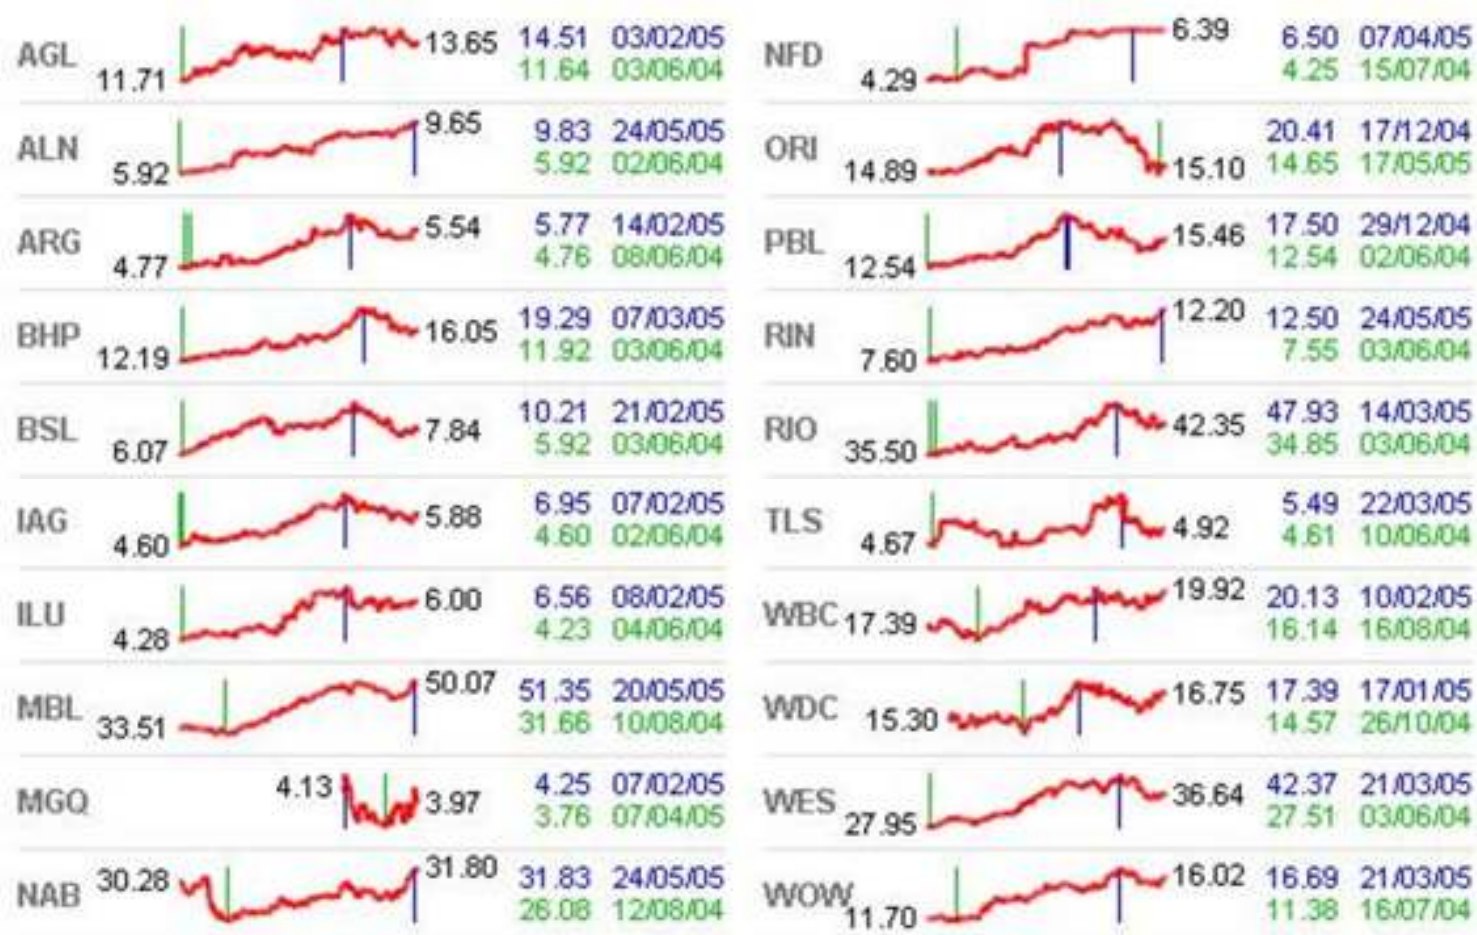 AGL 11.71 13.65 14.51 03/02/05
11.64 03/06/04
ALN 5.92 9.65 9.83 24/05/05
5.92 02/06/04
ARG 4.77 5.54 5.77 14/02/05
4.76 08/06/04
BHP 12.19 16.05 19.29 07/03/05
11.92 03/06/04
BSL 6.07 7.84 10.21 21/02/05
5.92 03/06/04
IAG 4.60 5.88 6.95 07/02/05
4.60 02/06/04
ILU 4.28 6.00 6.56 08/02/05
4.23 04/06/04
MBL 33.51 50.07 51.35 20/05/05
31.66 10/08/04
MGQ 4.13 3.97 4.25 07/02/05
3.76 07/04/05
NAB 30.28 31.80 31.83 24/05/05
26.08 12/08/04
NFD 4.29 6.39 6.50 07/04/05
4.25 15/07/04
ORI 14.89 15.10 20.41 17/12/04
14.65 17/05/05
PBL 12.54 15.46 17.50 29/12/04
12.54 02/06/04
RIN 7.60 12.20 12.50 24/05/05
7.55 03/06/04
RIO 35.50 42.35 47.93 14/03/05
34.85 03/06/04
TLS 4.67 4.92 5.49 22/03/05
4.61 10/06/04
WBC 17.39 19.92 20.13 10/02/05
16.14 16/08/04
WDC 15.30 16.75 17.39 17/01/05
14.57 26/10/04
WES 27.95 36.64 42.37 21/03/05
27.51 03/06/04
WOW 11.70 16.02 16.69 21/03/05
11.38 16/07/04